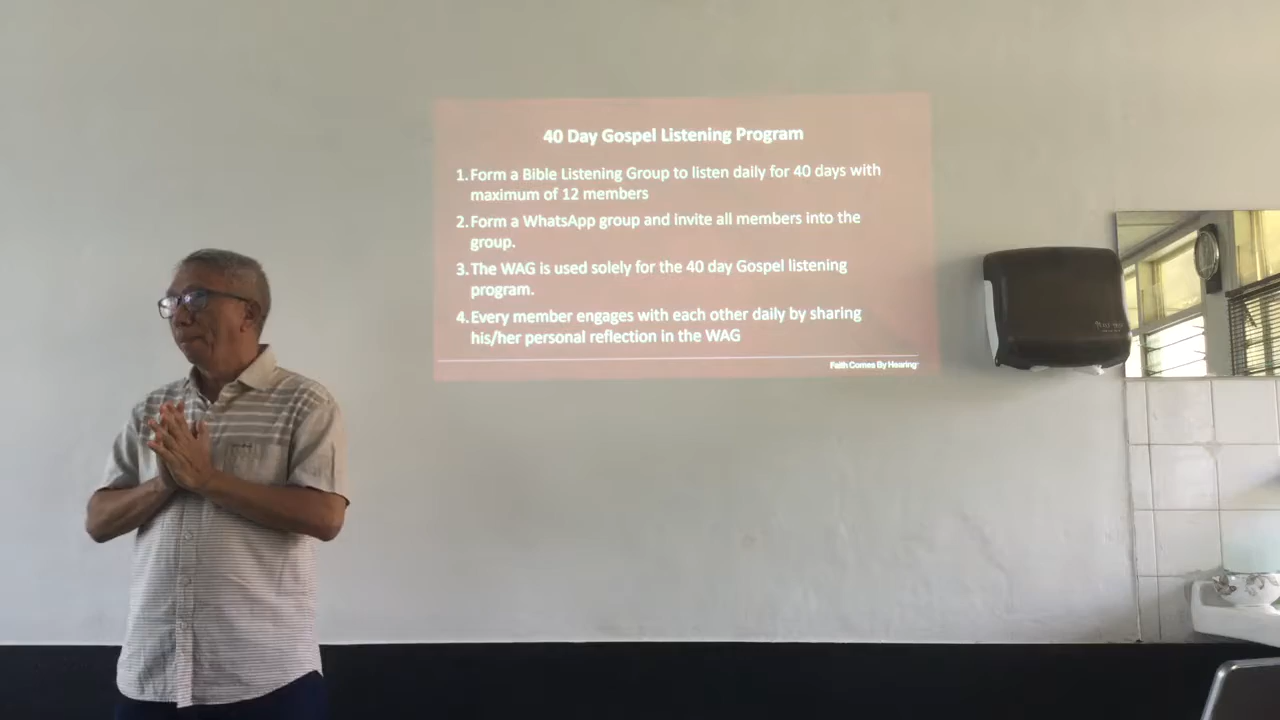 40 Day Gospel Listening Program
1. Form a Bible Listening Group to listen daily for 40 days with
maximum of 12 members
2. Form a WhatsApp group and invite all members into the
group.
3. The WAG is used solely for the 40 day Gospel listening
program.
4. Every member engages with each other daily by sharing
his/her personal reflection in the WAG
Faith Comes By Hearing